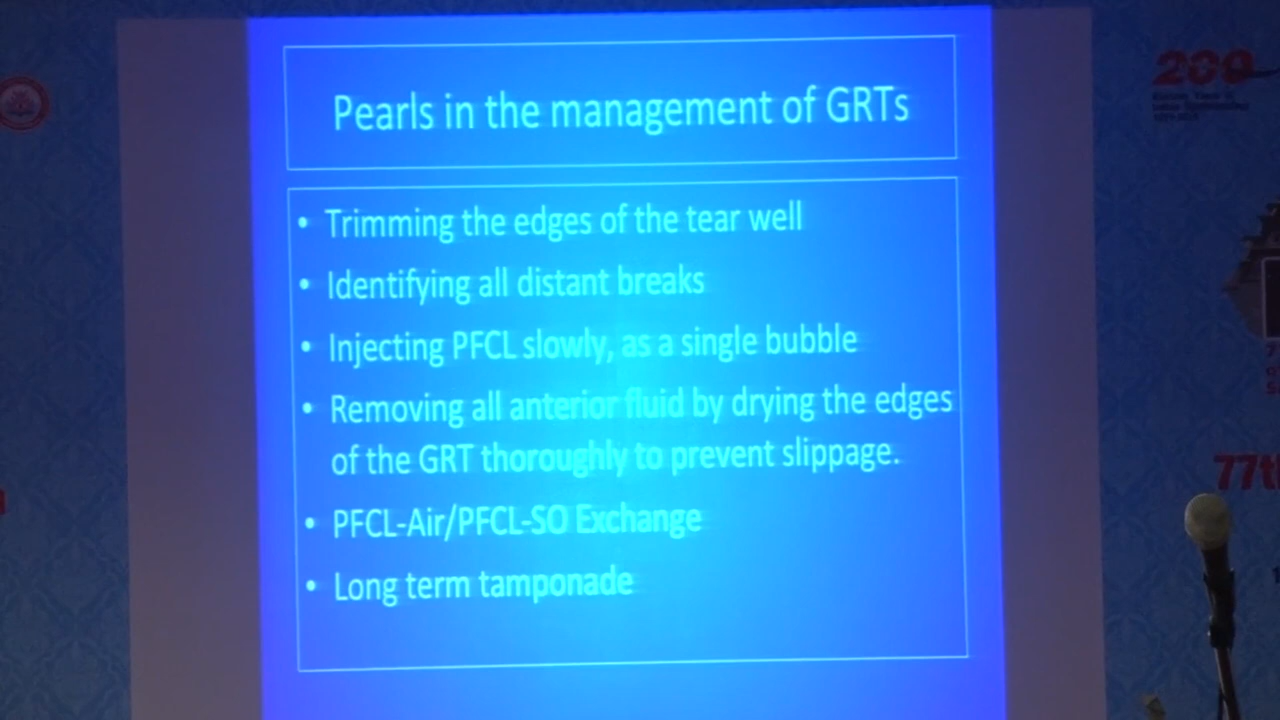 Pearls in the management of GRTs
• Trimming the edges of the tear well
• Identifying all distant breaks
• Injecting PFCL slowly, as a single bubble
• Removing all anterior fluid by drying the edges
of the GRT thoroughly to prevent slippage.
• PFCL-Air/PFCL-SO Exchange
• Long term tamponade
200
77t